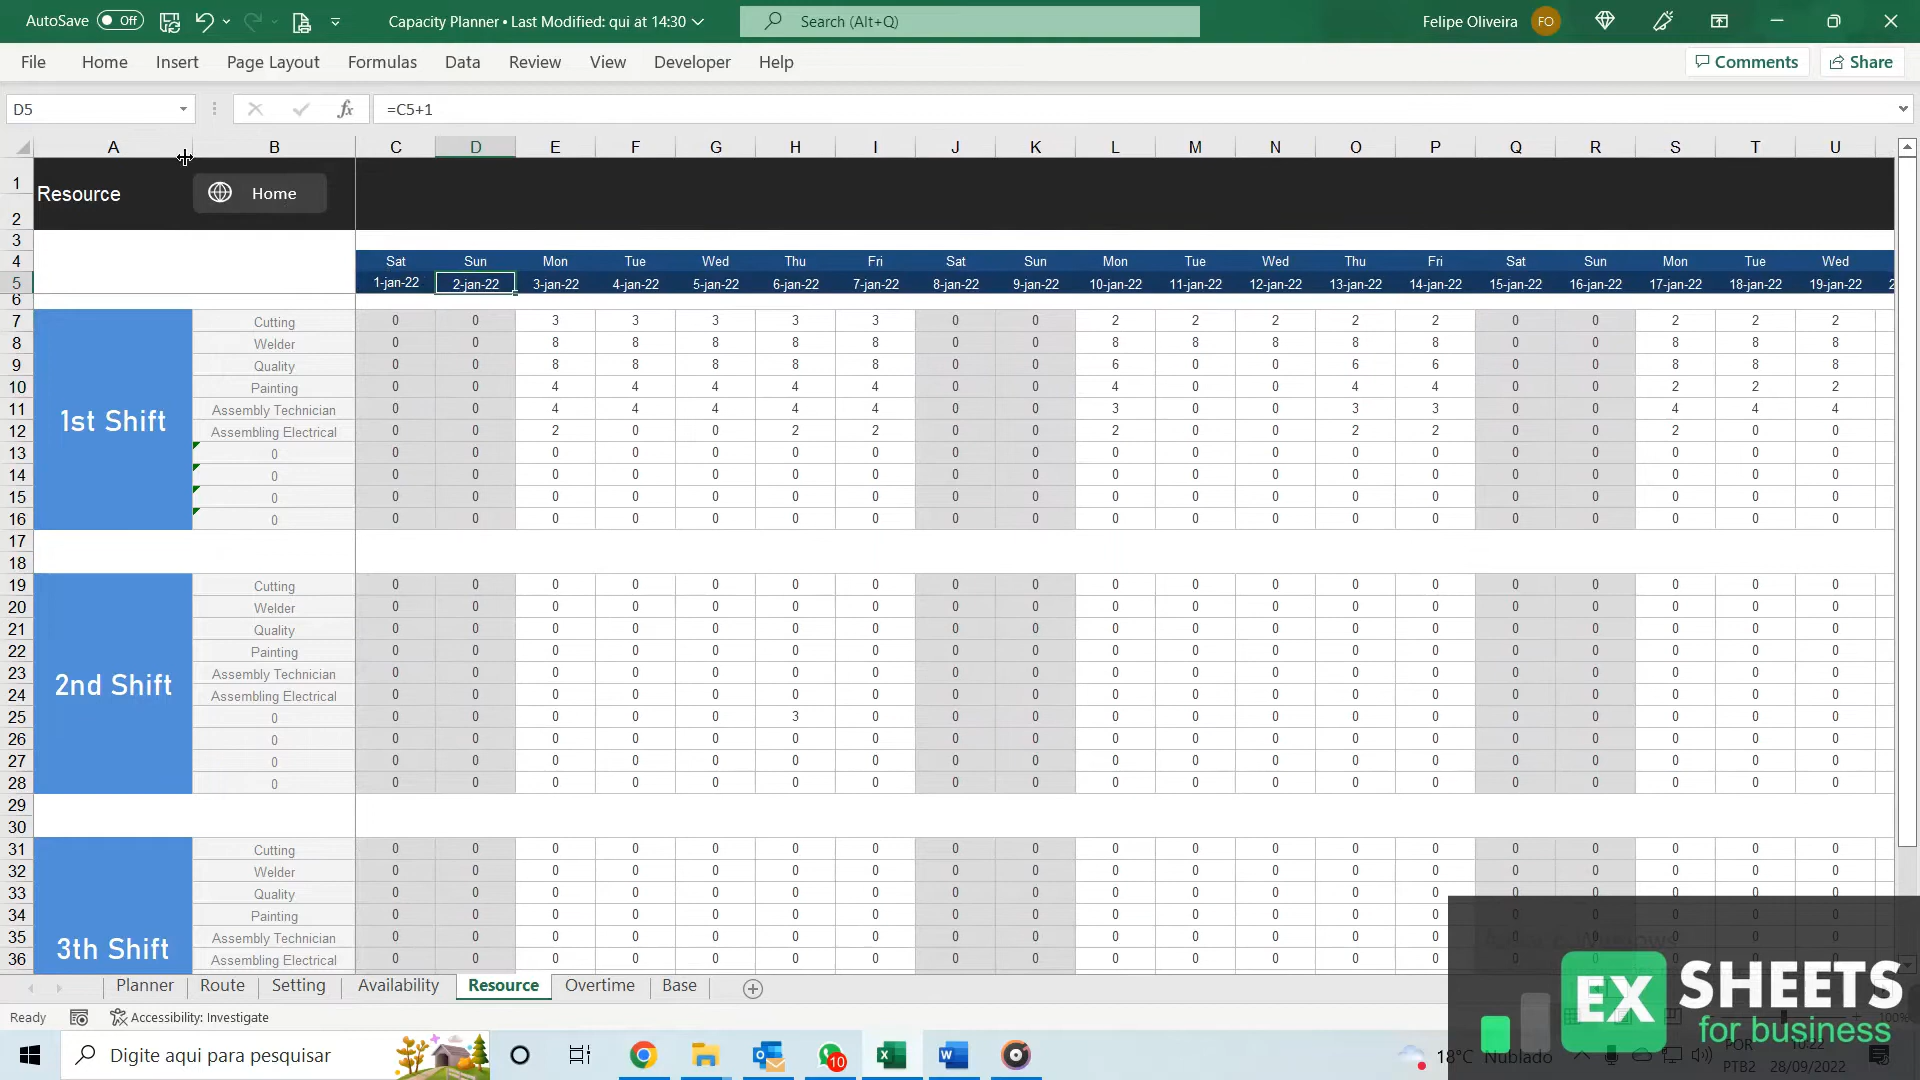 AutoSave Off Capacity Planner • Last Modified: qui at 14:30 Search (Alt+Q) Felipe Oliveira FO
File Home Insert Page Layout Formulas Data Review View Developer Help Comments Share
D5 fx =C5+1
A B C D E F G H I J K L M N O P Q R S T U
1 Resource Home
2
3
4 Sat Sun Mon Tue Wed Thu Fri Sat Sun Mon Tue Wed Thu Fri Sat Sun Mon Tue Wed
5 1-jan-22 2-jan-22 3-jan-22 4-jan-22 5-jan-22 6-jan-22 7-jan-22 8-jan-22 9-jan-22 10-jan-22 11-jan-22 12-jan-22 13-jan-22 14-jan-22 15-jan-22 16-jan-22 17-jan-22 18-jan-22 19-jan-22 2
6
7 Cutting 0 0 3 3 3 3 3 0 0 2 2 2 2 2 0 0 2 2 2
8 Welder 0 0 8 8 8 8 8 0 0 8 8 8 8 8 0 0 8 8 8
9 Quality 0 0 8 8 8 8 8 0 0 6 0 0 6 6 0 0 8 8 8
10 Painting 0 0 4 4 4 4 4 0 0 4 0 0 4 4 0 0 2 2 2
11 1st Shift Assembly Technician 0 0 4 4 4 4 4 0 0 3 0 0 3 3 0 0 4 4 4
12 Assembling Electrical 0 0 2 0 0 2 2 0 0 2 0 0 2 2 0 0 2 0 0
13 0 0 0 0 0 0 0 0 0 0 0 0 0 0 0 0 0 0 0 0
14 0 0 0 0 0 0 0 0 0 0 0 0 0 0 0 0 0 0 0 0
15 0 0 0 0 0 0 0 0 0 0 0 0 0 0 0 0 0 0 0 0
16 0 0 0 0 0 0 0 0 0 0 0 0 0 0 0 0 0 0 0 0
17
18
19 Cutting 0 0 0 0 0 0 0 0 0 0 0 0 0 0 0 0 0 0 0
20 Welder 0 0 0 0 0 0 0 0 0 0 0 0 0 0 0 0 0 0 0
21 Quality 0 0 0 0 0 0 0 0 0 0 0 0 0 0 0 0 0 0 0
22 Painting 0 0 0 0 0 0 0 0 0 0 0 0 0 0 0 0 0 0 0
23 2nd Shift Assembly Technician 0 0 0 0 0 0 0 0 0 0 0 0 0 0 0 0 0 0 0
24 Assembling Electrical 0 0 0 0 0 0 0 0 0 0 0 0 0 0 0 0 0 0 0
25 0 0 0 0 0 0 3 0 0 0 0 0 0 0 0 0 0 0 0 0
26 0 0 0 0 0 0 0 0 0 0 0 0 0 0 0 0 0 0 0 0
27 0 0 0 0 0 0 0 0 0 0 0 0 0 0 0 0 0 0 0 0
28 0 0 0 0 0 0 0 0 0 0 0 0 0 0 0 0 0 0 0 0
29
30
31 Cutting 0 0 0 0 0 0 0 0 0 0 0 0 0 0 0 0 0 0 0
32 Welder 0 0 0 0 0 0 0 0 0 0 0 0 0 0 0 0 0 0 0
33 Quality 0 0 0 0 0 0 0 0 0 0 0 0 0 0 0 0 0 0 0
34 Painting 0 0 0 0 0 0 0 0 0 0 0 0 0 0 0 0 0 0 0
35 3th Shift Assembly Technician 0 0 0 0 0 0 0 0 0 0 0 0 0 0 0 0 0 0 0
36 Assembling Electrical 0 0 0 0 0 0 0 0 0 0 0 0 0 0 0 0 0 0 0
Planner Route Setting Availability Resource Overtime Base
EX SHEETS
for business
Ready Accessibility: Investigate 100%
Digite aqui para pesquisar 10 18°C Nublado POR 10:22
PTB2 28/09/2022